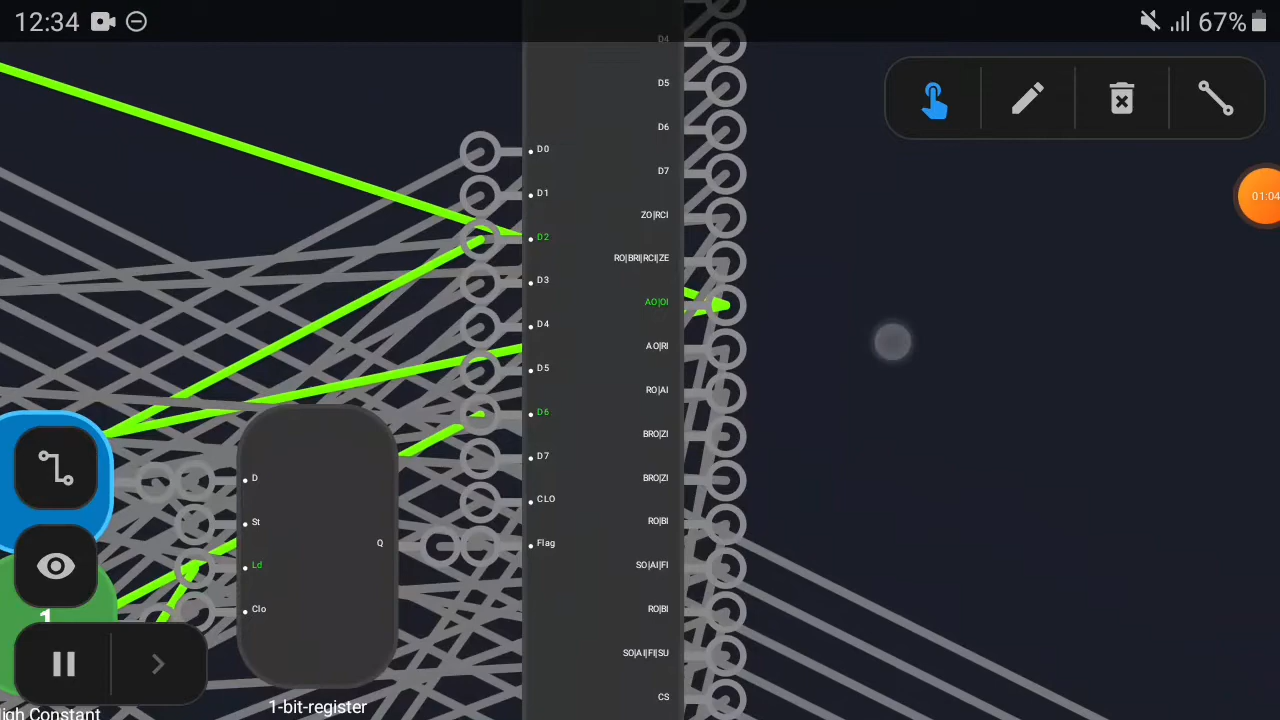 12:34
67%
01:04
D4
D5
D6
D7
ZO|RCI
RO|BRI|RCI|ZE
AO|OI
AO|RI
RO|AI
BRO|ZI
BRO|ZI
RO|BI
SO|AI|FI
RO|BI
SO|AI|FI|SU
CS
D0
D1
D2
D3
D4
D5
D6
D7
CLO
Flag
D
St
Ld
Clo
Q
1-bit-register
1
igh Constant